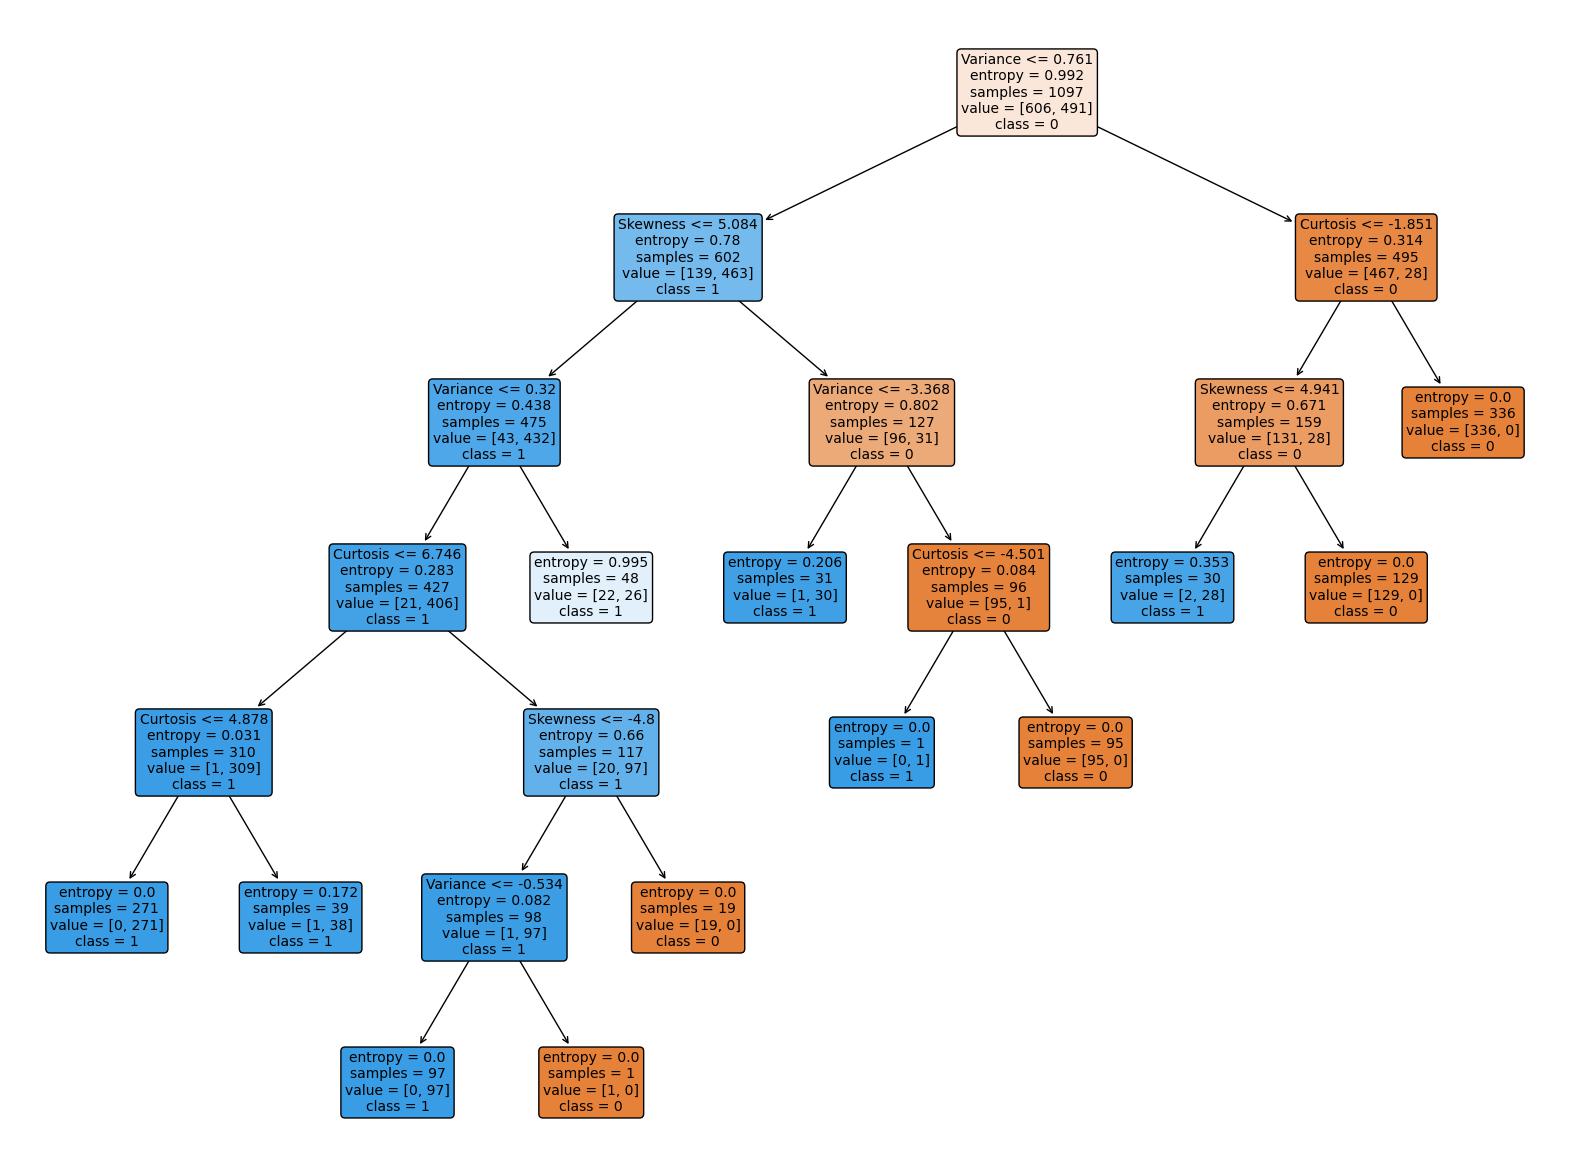 Variance <= 0.761
entropy = 0.992
samples = 1097
value = [606, 491]
class = 0
Skewness <= 5.084
entropy = 0.78
samples = 602
value = [139, 463]
class = 1
Curtosis <= -1.851
entropy = 0.314
samples = 495
value = [467, 28]
class = 0
Variance <= 0.32
entropy = 0.438
samples = 475
value = [43, 432]
class = 1
Variance <= -3.368
entropy = 0.802
samples = 127
value = [96, 31]
class = 0
Skewness <= 4.941
entropy = 0.671
samples = 159
value = [131, 28]
class = 0
entropy = 0.0
samples = 336
value = [336, 0]
class = 0
Curtosis <= 6.746
entropy = 0.283
samples = 427
value = [21, 406]
class = 1
entropy = 0.995
samples = 48
value = [22, 26]
class = 1
entropy = 0.206
samples = 31
value = [1, 30]
class = 1
Curtosis <= -4.501
entropy = 0.084
samples = 96
value = [95, 1]
class = 0
entropy = 0.353
samples = 30
value = [2, 28]
class = 1
entropy = 0.0
samples = 129
value = [129, 0]
class = 0
Curtosis <= 4.878
entropy = 0.031
samples = 310
value = [1, 309]
class = 1
Skewness <= -4.8
entropy = 0.66
samples = 117
value = [20, 97]
class = 1
entropy = 0.0
samples = 1
value = [0, 1]
class = 1
entropy = 0.0
samples = 95
value = [95, 0]
class = 0
entropy = 0.0
samples = 271
value = [0, 271]
class = 1
entropy = 0.172
samples = 39
value = [1, 38]
class = 1
Variance <= -0.534
entropy = 0.082
samples = 98
value = [1, 97]
class = 1
entropy = 0.0
samples = 19
value = [19, 0]
class = 0
entropy = 0.0
samples = 97
value = [0, 97]
class = 1
entropy = 0.0
samples = 1
value = [1, 0]
class = 0